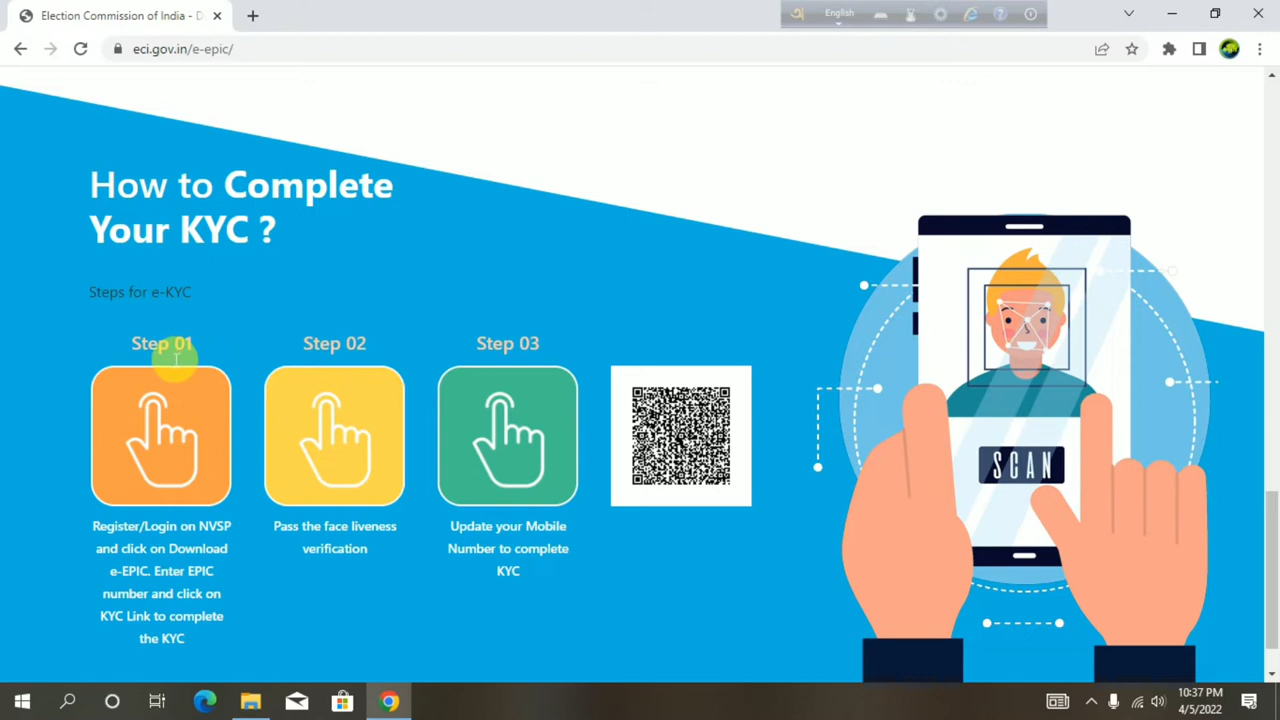 Election Commission of India - D
English
eci.gov.in/e-epic/
How to Complete
Your KYC ?
Steps for e-KYC
Step 01
Step 02
Step 03
Register/Login on NVSP
and click on Download
e-EPIC. Enter EPIC
number and click on
KYC Link to complete
the KYC
Pass the face liveness
verification
Update your Mobile
Number to complete
KYC
SCAN
10:37 PM
4/5/2022